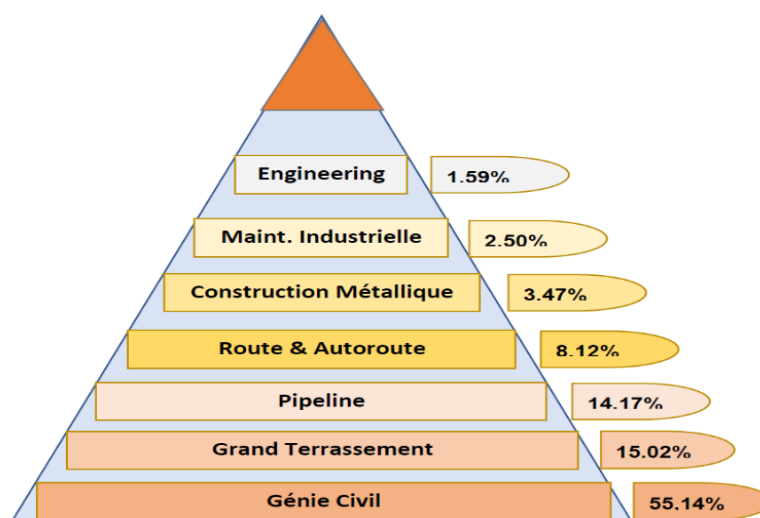 Engineering 1.59%
Maint. Industrielle 2.50%
Construction Métallique 3.47%
Route & Autoroute 8.12%
Pipeline 14.17%
Grand Terrassement 15.02%
Génie Civil 55.14%